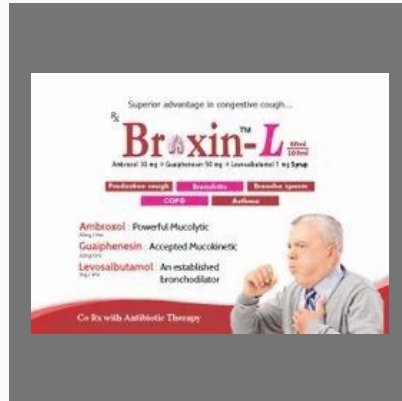 Superior advantage in congestive cough....
Rx
Broxin-L™ 60ml 100ml
Ambroxol 30 mg + Guaiphenesin 50 mg + Levosalbutamol 1 mg Syrup
Productive cough Bronchitis Broncho spasm
COPD Asthma
Ambroxol : Powerful Mucolytic
Guaiphenesin : Accepted Mucokinetic
Levosalbutamol : An established
bronchodilator
Co Rx with Antibiotic Therapy